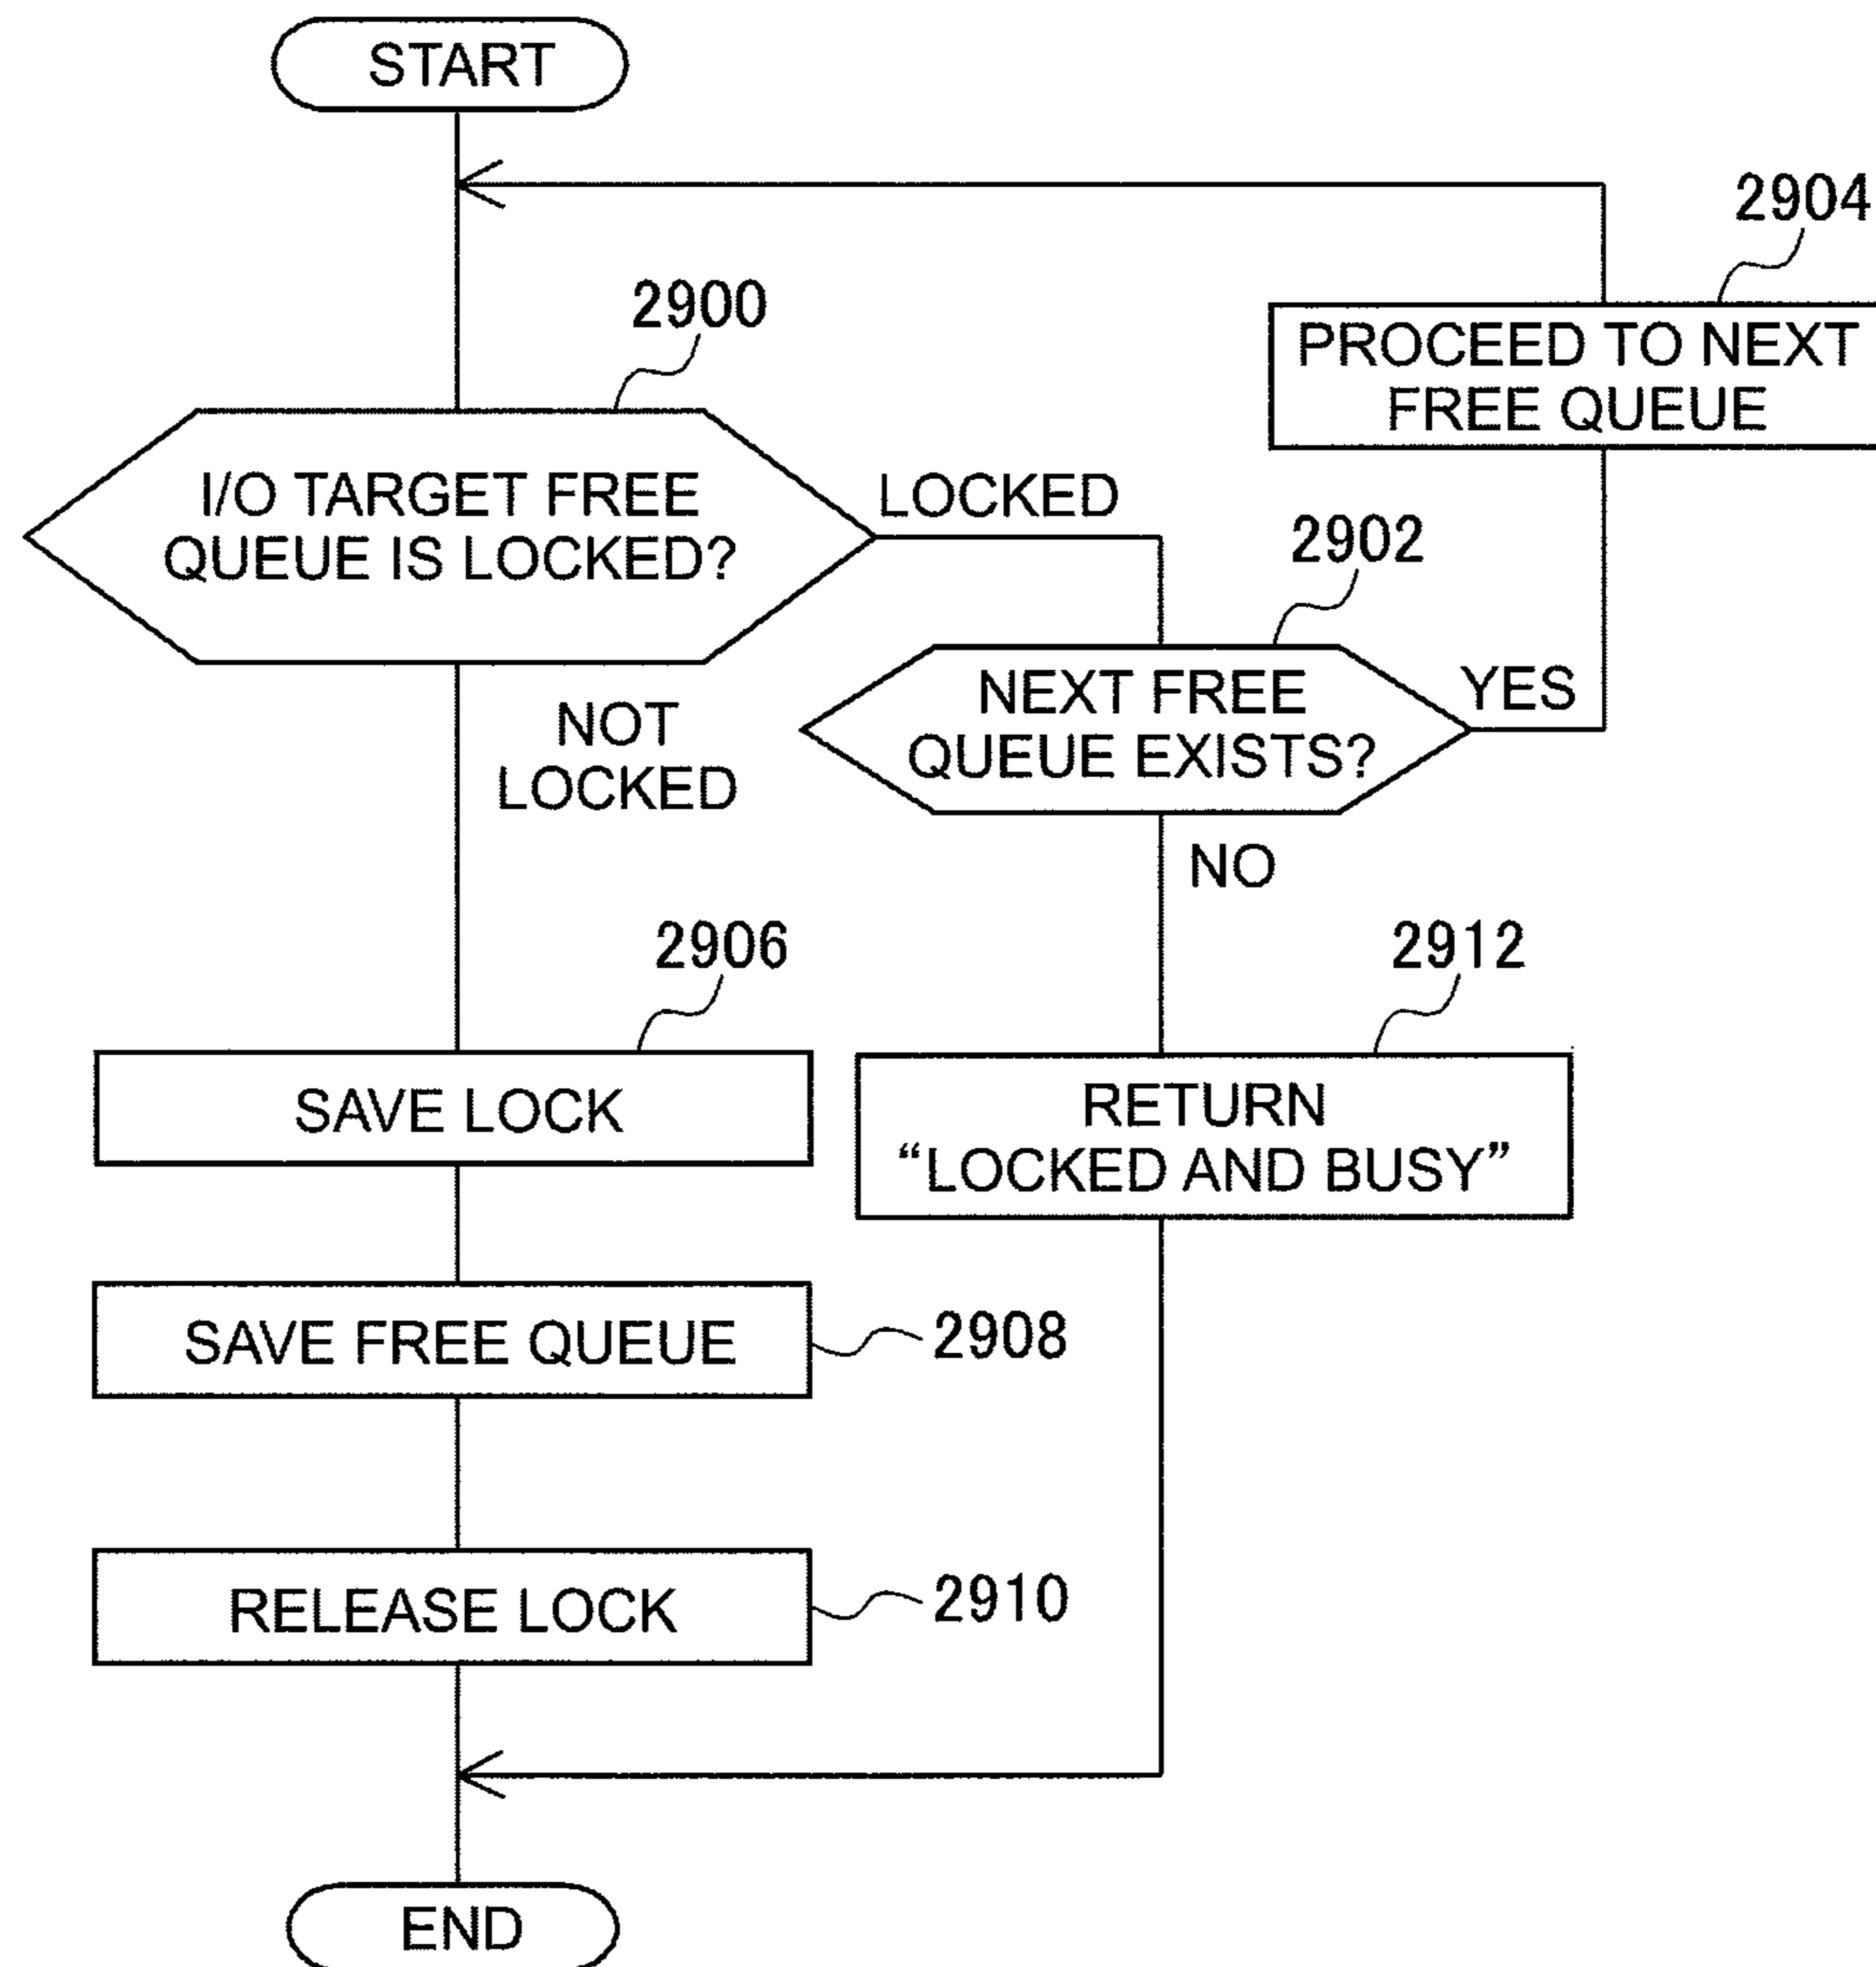 START
2904
PROCEED TO NEXT
FREE QUEUE
2900
I/O TARGET FREE
QUEUE IS LOCKED?
LOCKED
2902
NEXT FREE
QUEUE EXISTS?
YES
NOT
LOCKED
NO
2906
SAVE LOCK
2912
RETURN
“LOCKED AND BUSY”
SAVE FREE QUEUE
2908
RELEASE LOCK
2910
END